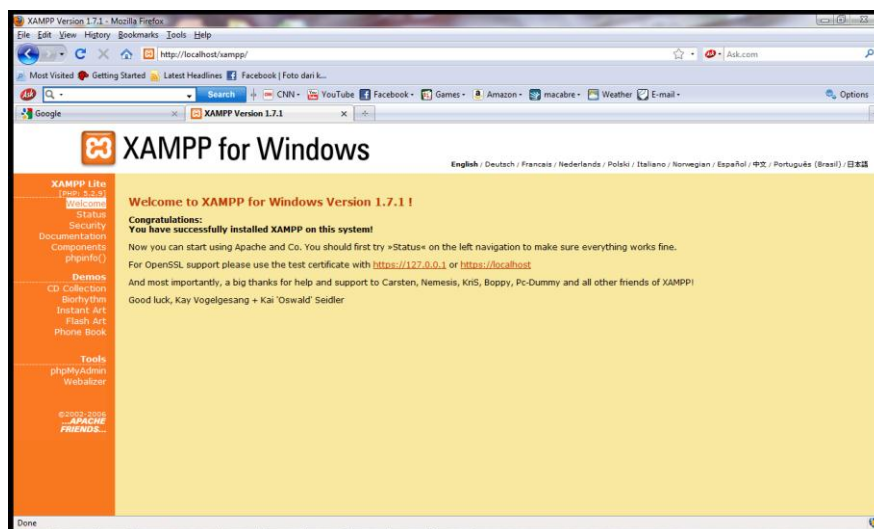 XAMPP Version 1.7.1 - Mozilla Firefox
File Edit View History Bookmarks Tools Help
http://localhost/xampp/
Ask.com
Most Visited Getting Started Latest Headlines Facebook | Foto dari k...
Search CNN YouTube Facebook Games Amazon macabre Weather E-mail Options
Google XAMPP Version 1.7.1
XAMPP for Windows
English / Deutsch / Francais / Nederlands / Polski / Italiano / Norwegian / Español / 中文 / Português (Brasil) / 日本語
XAMPP Lite
[PHP: 5.2.9]
Welcome
Status
Security
Documentation
Components
phpinfo()
Demos
CD Collection
Biorhythm
Instant Art
Flash Art
Phone Book
Tools
phpMyAdmin
Webalizer
©2002-2006
...APACHE
FRIENDS...
Welcome to XAMPP for Windows Version 1.7.1 !
Congratulations:
You have successfully installed XAMPP on this system!
Now you can start using Apache and Co. You should first try »Status« on the left navigation to make sure everything works fine.
For OpenSSL support please use the test certificate with https://127.0.0.1 or https://localhost
And most importantly, a big thanks for help and support to Carsten, Nemesis, KriS, Boppy, Pc-Dummy and all other friends of XAMPP!
Good luck, Kay Vogelgesang + Kai 'Oswald' Seidler
Done